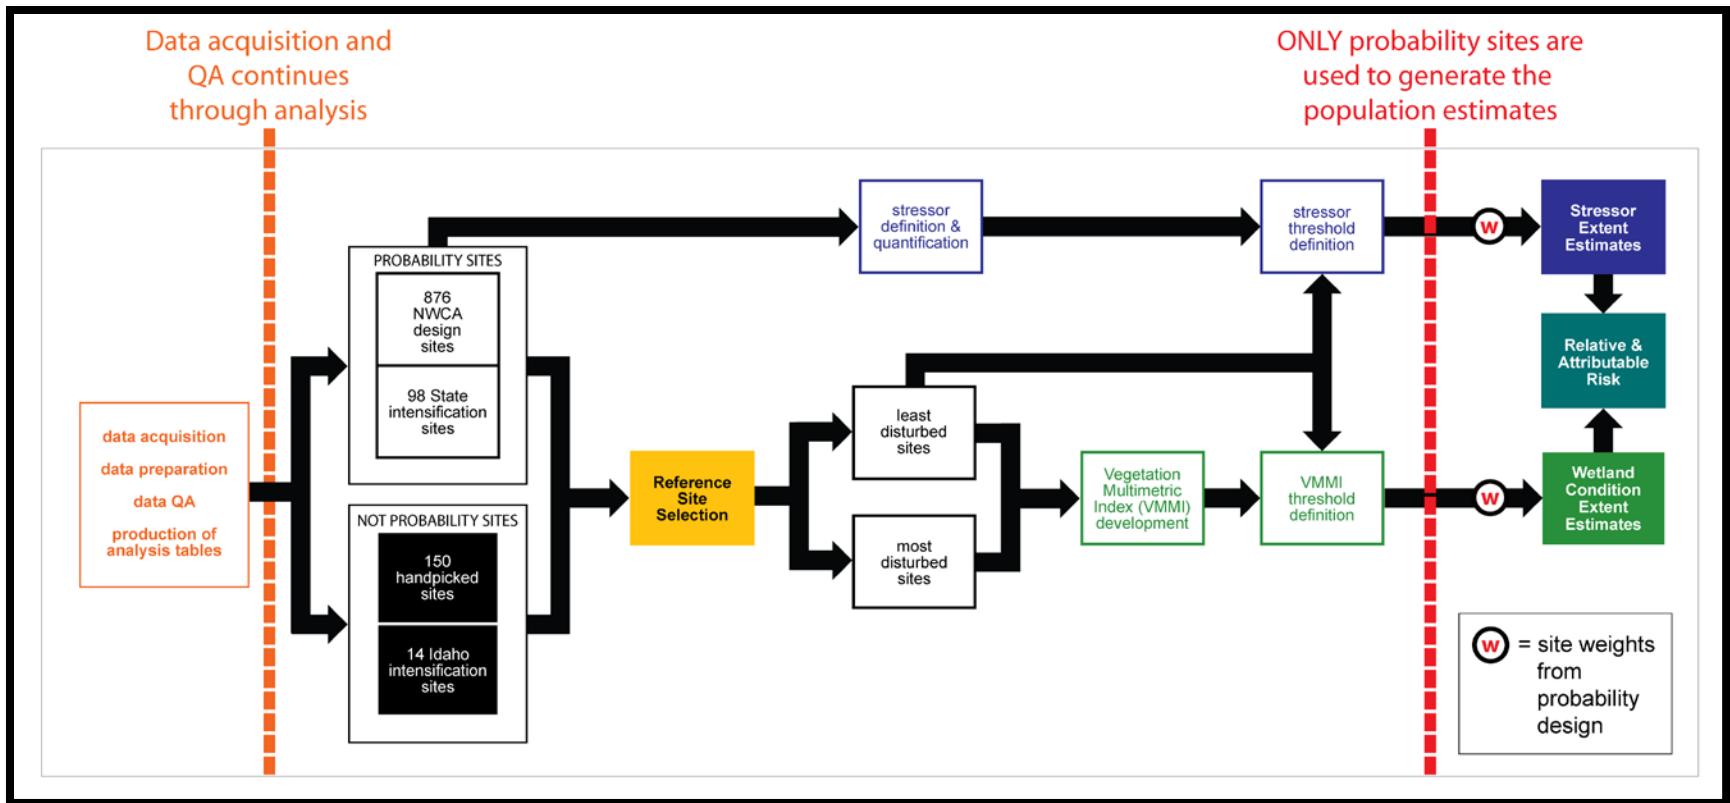 Data acquisition and
QA continues
through analysis
ONLY probability sites are
used to generate the
population estimates
data acquisition
data preparation
data QA
production of
analysis tables
PROBABILITY SITES
876
NWCA
design
sites
98 State
intensification
sites
NOT PROBABILITY SITES
150
handpicked
sites
14 Idaho
intensification
sites
Reference
Site
Selection
stressor
definition &
quantification
least
disturbed
sites
most
disturbed
sites
Vegetation
Multimetric
Index (VMMI)
development
stressor
threshold
definition
VMMI
threshold
definition
w
w
Stressor
Extent
Estimates
Relative &
Attributable
Risk
Wetland
Condition
Extent
Estimates
w = site weights
from
probability
design